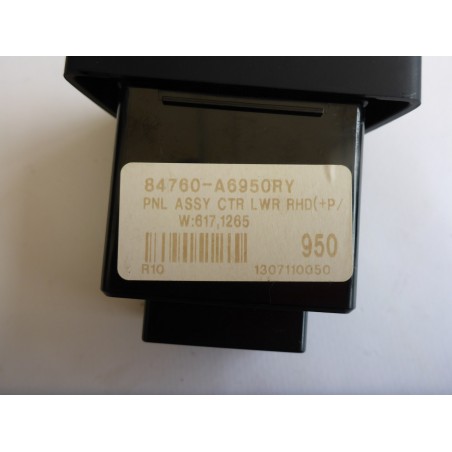 84760-A6950RY
PNL ASSY CTR LWR RHD(+P/
W:617,1265
950
R10 1307110050